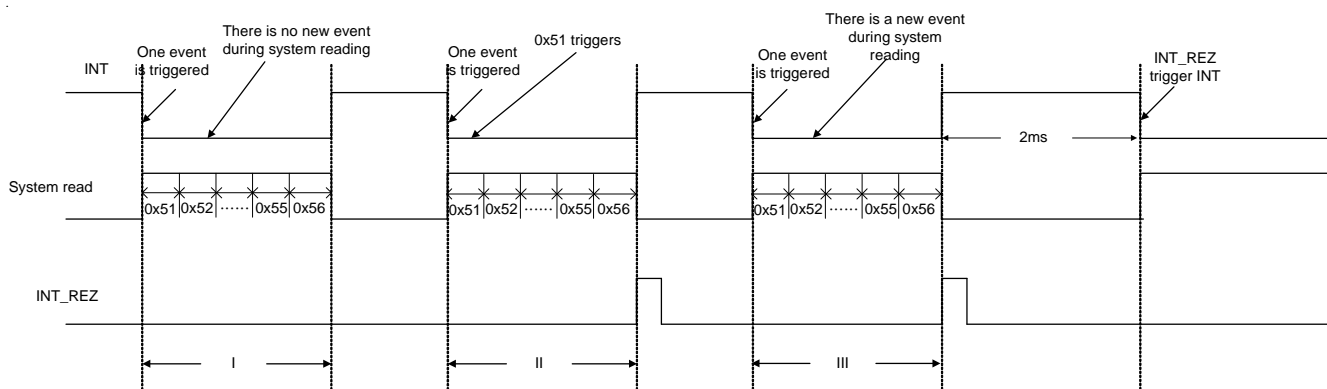 One event
is triggered
There is no new event
during system reading
One event
is triggered
0x51 triggers
One event
is triggered
There is a new event
during system
reading
INT_REZ
trigger INT
INT
2ms
System read
0x51 0x52 ...... 0x55 0x56
0x51 0x52 ...... 0x55 0x56
0x51 0x52 ...... 0x55 0x56
INT_REZ
I
II
III